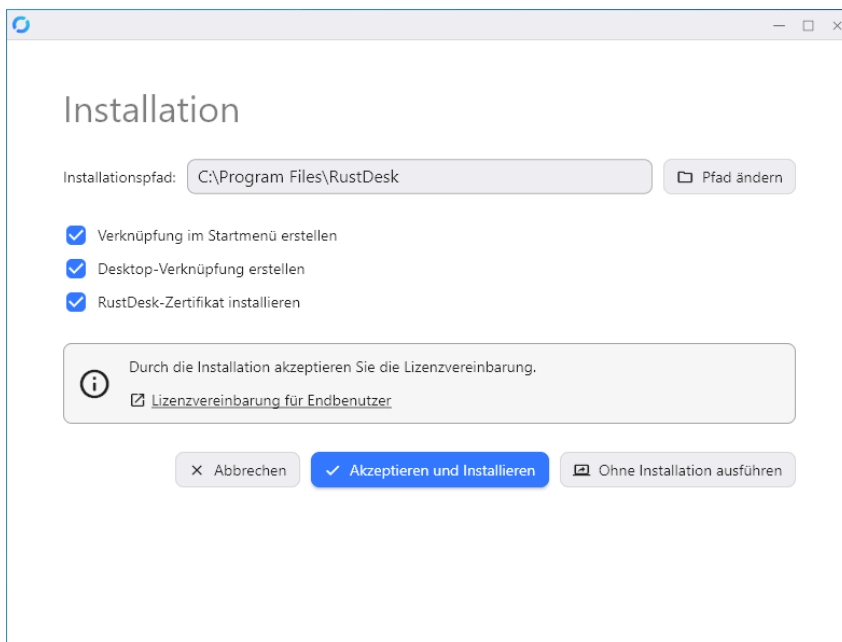 Installation
Installationspfad: C:\Program Files\RustDesk Pfad ändern
Verknüpfung im Startmenü erstellen
Desktop-Verknüpfung erstellen
RustDesk-Zertifikat installieren
Durch die Installation akzeptieren Sie die Lizenzvereinbarung.
Lizenzvereinbarung für Endbenutzer
Abbrechen Akzeptieren und Installieren Ohne Installation ausführen